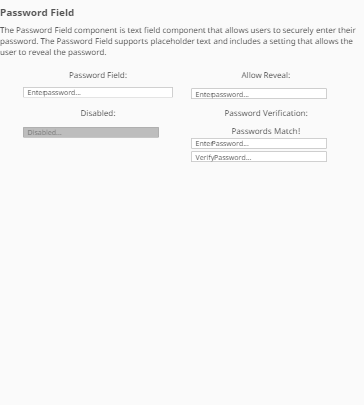 Password Field
The Password Field component is text field component that allows users to securely enter their
password. The Password Field supports placeholder text and includes a setting that allows the
user to reveal the password.
Password Field:
Enter password...
Allow Reveal:
Enter password...
Disabled:
Disabled...
Password Verification:
Passwords Match!
Enter Password...
Verify Password...